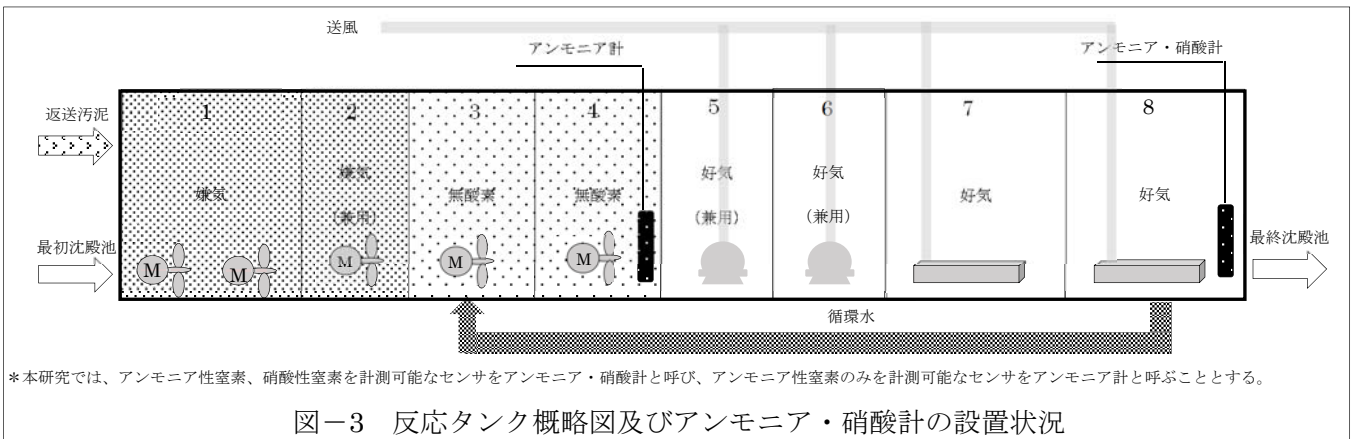 送風
アンモニア計
アンモニア・硝酸計
返送汚泥
最初沈殿池
1
嫌気
M
M
2
嫌気
(兼用)
M
3
無酸素
M
4
無酸素
M
5
好気
(兼用)
6
好気
(兼用)
7
好気
8
好気
最終沈殿池
循環水
*本研究では、アンモニア性窒素、硝酸性窒素を計測可能なセンサをアンモニア・硝酸計と呼び、アンモニア性窒素のみを計測可能なセンサをアンモニア計と呼ぶこととする。
図-3 反応タンク概略図及びアンモニア・硝酸計の設置状況